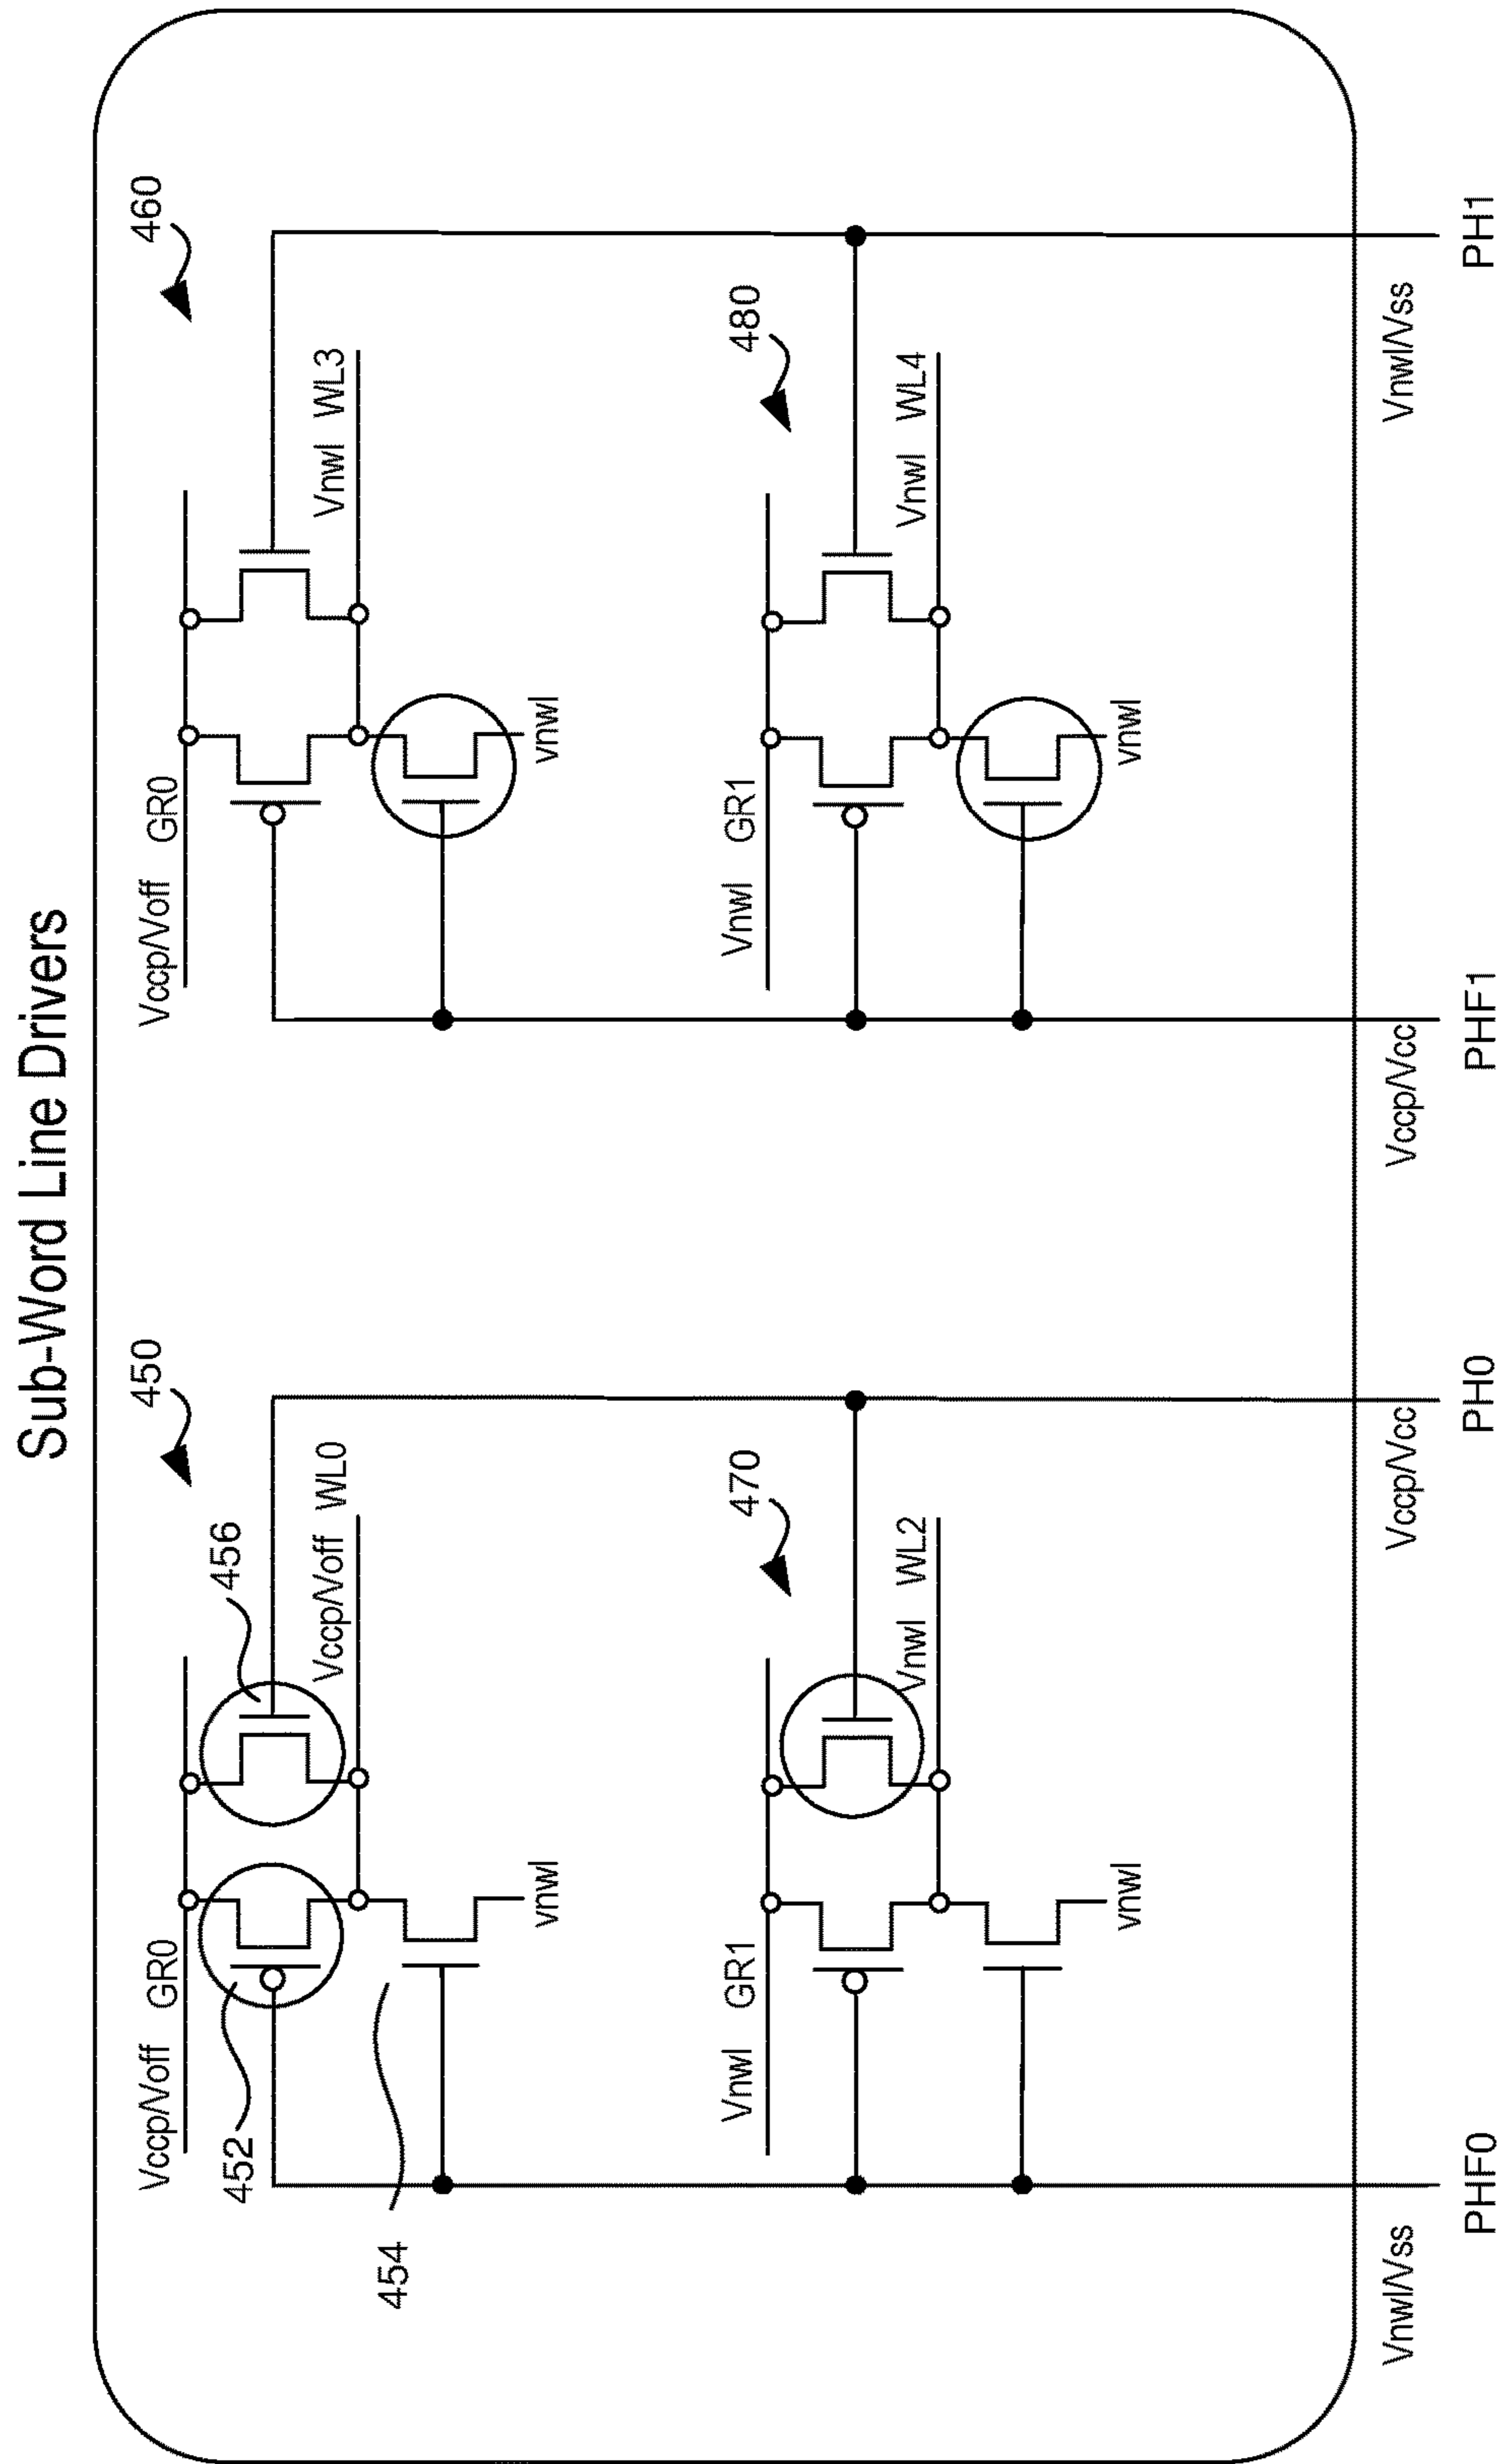 Sub-Word Line Drivers
450
460
Vccp/Voff GR0
456
452
Vccp/Voff WL0
454
vnwl
Vccp/Voff GR0
Vnwl WL3
vnwl
470
480
Vnwl GR1
Vnwl WL2
vnwl
Vnwl GR1
Vnwl WL4
vnwl
Vnwl/Vss
Vccp/Vcc
Vccp/Vcc
Vnwl/Vss
PHF0
PH0
PHF1
PH1